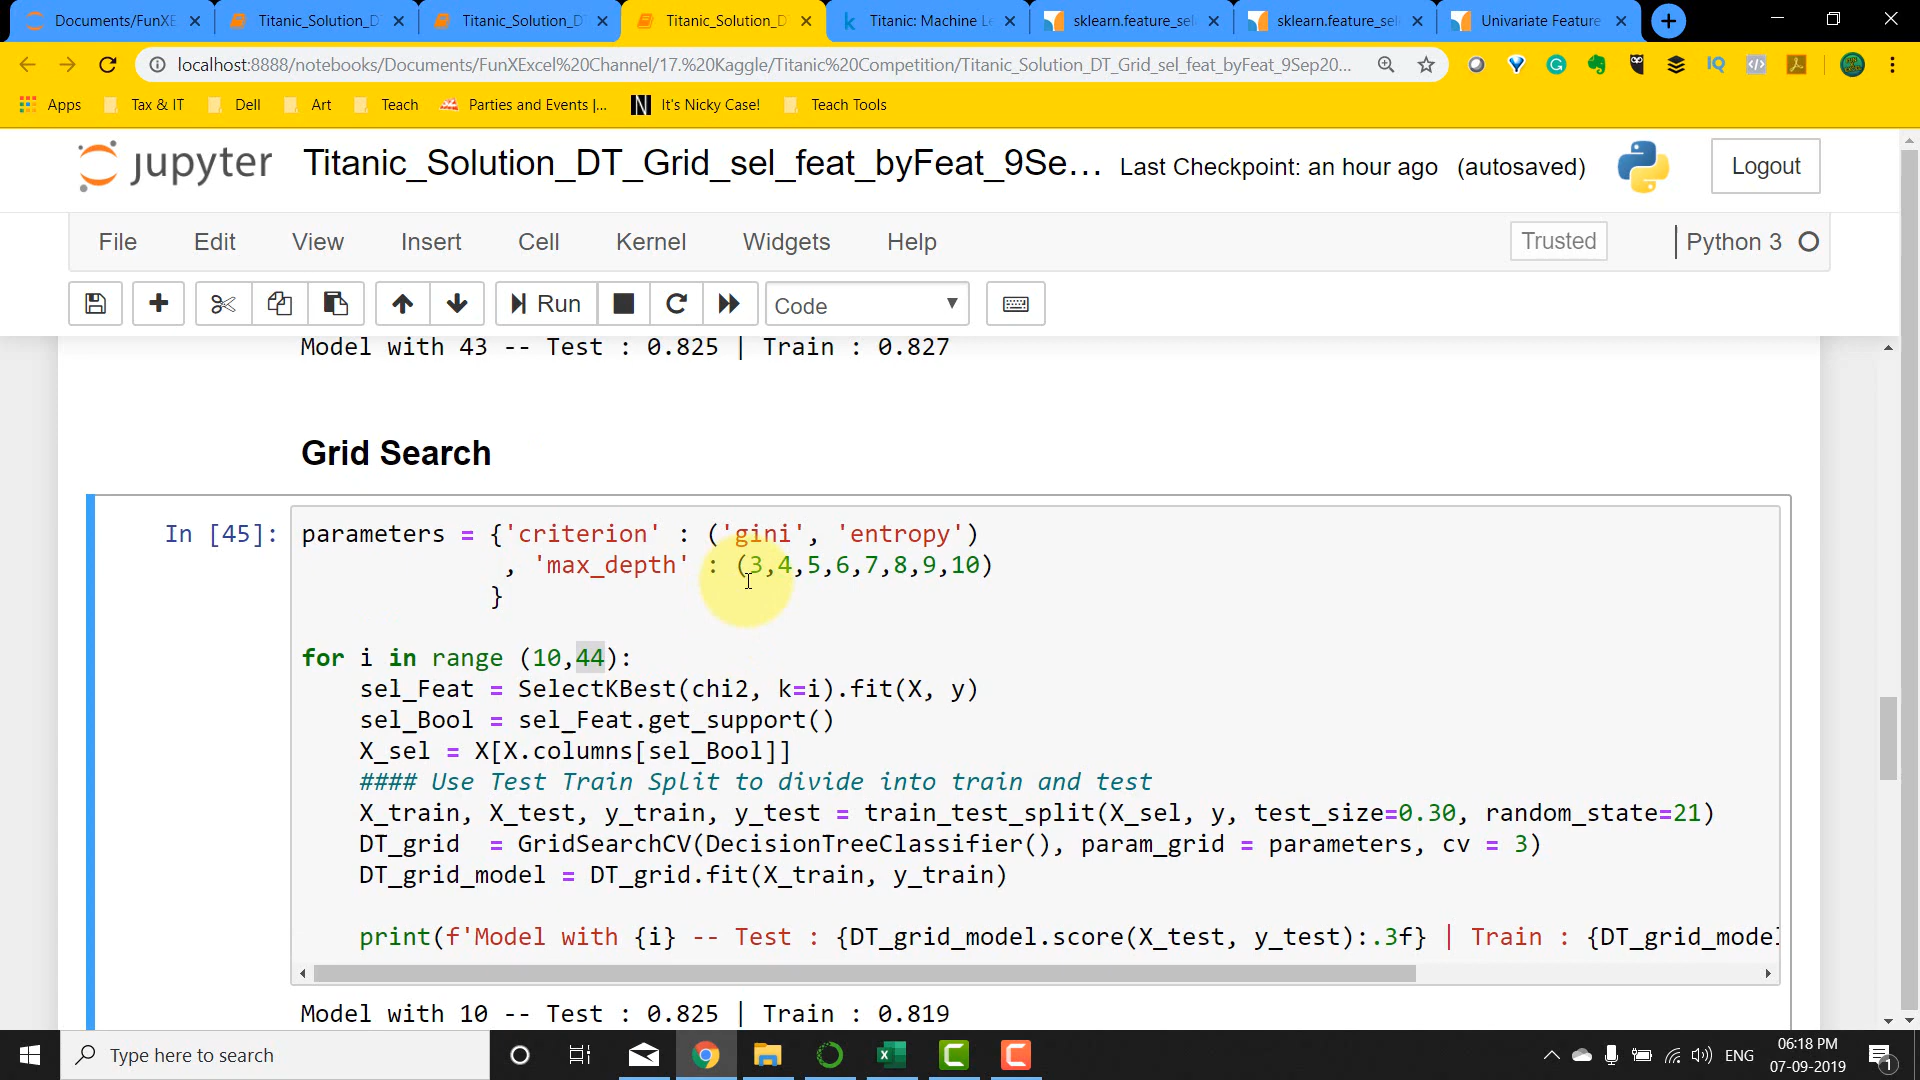 Documents/FunXE
Titanic_Solution_D
Titanic_Solution_DT
Titanic_Solution_D
Titanic: Machine Le
sklearn.feature_sel
sklearn.feature_sel
Univariate Feature
localhost:8888/notebooks/Documents/FunXExcel%20Channel/17.%20Kaggle/Titanic%20Competition/Titanic_Solution_DT_Grid_sel_feat_byFeat_9Sep20...
Apps
Tax & IT
Dell
Art
Teach
Parties and Events |...
It's Nicky Case!
Teach Tools
jupyter
Titanic_Solution_DT_Grid_sel_feat_byFeat_9Se...
Last Checkpoint: an hour ago
(autosaved)
Logout
File
Edit
View
Insert
Cell
Kernel
Widgets
Help
Trusted
Python 3
Run
Code
Model with 43 -- Test : 0.825 | Train : 0.827
Grid Search
In [45]:
parameters = {'criterion' : ('gini', 'entropy')
, 'max_depth' : (3,4,5,6,7,8,9,10)
}
for i in range (10,44):
sel_Feat = SelectKBest(chi2, k=i).fit(X, y)
sel_Bool = sel_Feat.get_support()
X_sel = X[X.columns[sel_Bool]]
#### Use Test Train Split to divide into train and test
X_train, X_test, y_train, y_test = train_test_split(X_sel, y, test_size=0.30, random_state=21)
DT_grid = GridSearchCV(DecisionTreeClassifier(), param_grid = parameters, cv = 3)
DT_grid_model = DT_grid.fit(X_train, y_train)
print(f'Model with {i} -- Test : {DT_grid_model.score(X_test, y_test):.3f} | Train : {DT_grid_model
Model with 10 -- Test : 0.825 | Train : 0.819
Type here to search
ENG
06:18 PM
07-09-2019
1